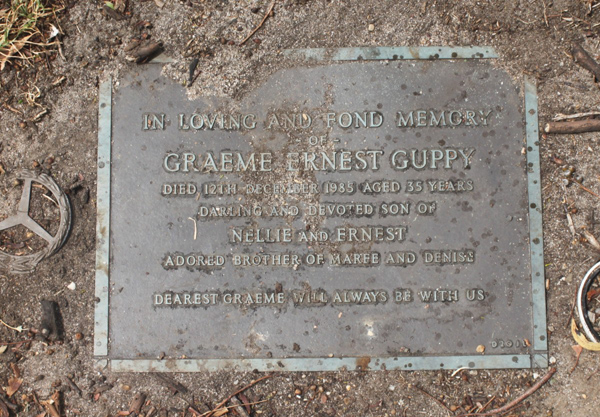 IN LOVING AND FOND MEMORY
OF
GRAEME ERNEST GUPPY
DIED 12TH DECEMBER 1985 AGED 35 YEARS
DARLING AND DEVOTED SON OF
NELLIE AND ERNEST
ADORED BROTHER OF MAREE AND DENISE
DEAREST GRAEME WILL ALWAYS BE WITH US